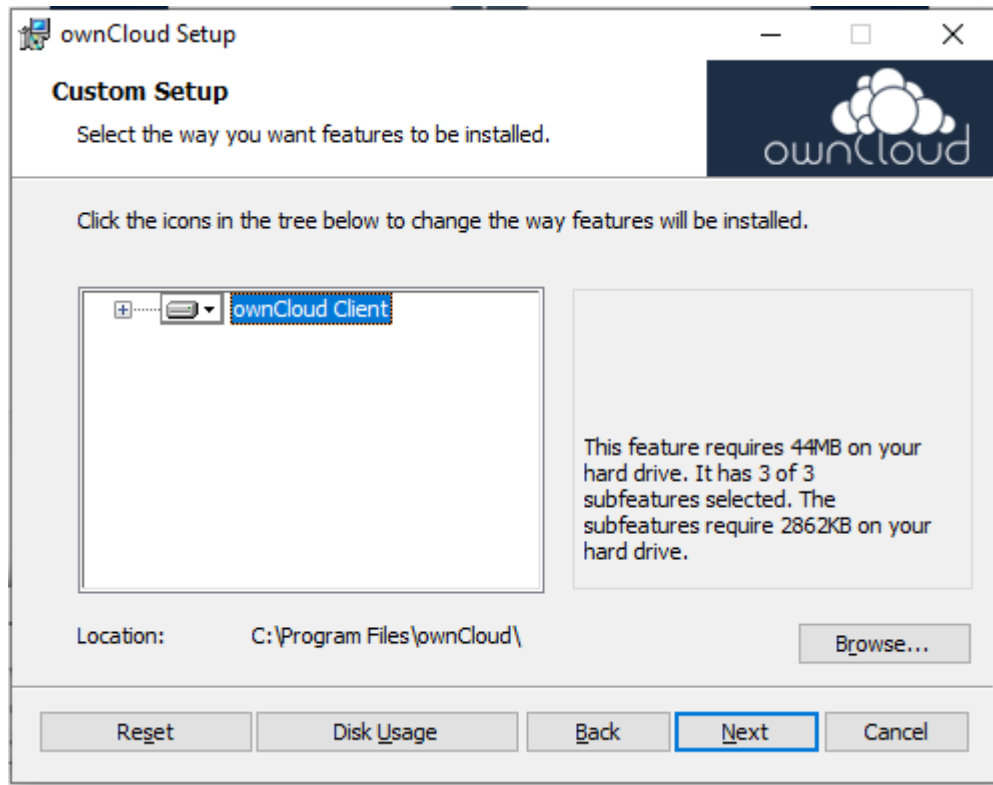 ownCloud Setup
Custom Setup
Select the way you want features to be installed.
ownCloud
Click the icons in the tree below to change the way features will be installed.
ownCloud Client
This feature requires 44MB on your
hard drive. It has 3 of 3
subfeatures selected. The
subfeatures require 2862KB on your
hard drive.
Location: C:\Program Files\ownCloud\
Browse...
Reset Disk Usage Back Next Cancel